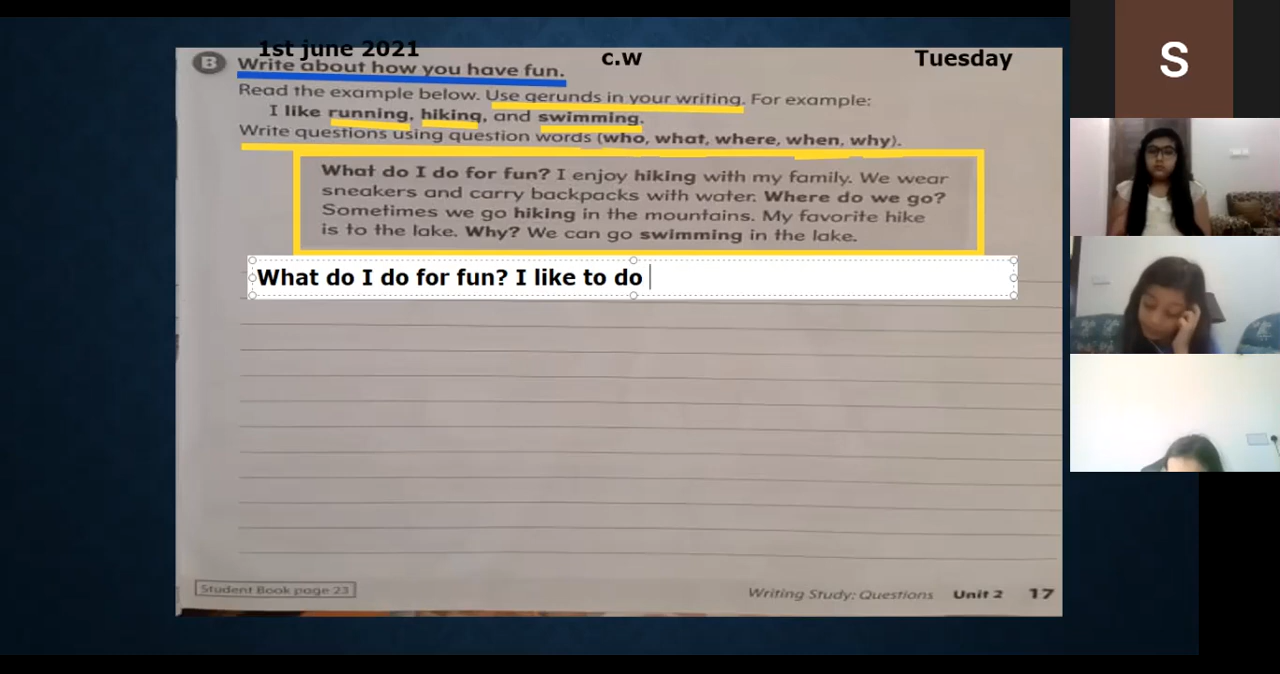 1st june 2021
c.w
Tuesday
B Write about how you have fun.
Read the example below. Use gerunds in your writing. For example:
I like running, hiking, and swimming.
Write questions using question words (who, what, where, when, why).
What do I do for fun? I enjoy hiking with my family. We wear
sneakers and carry backpacks with water. Where do we go?
Sometimes we go hiking in the mountains. My favorite hike
is to the lake. Why? We can go swimming in the lake.
What do I do for fun? I like to do
Student Book page 23
Writing Study: Questions Unit 2 17
S